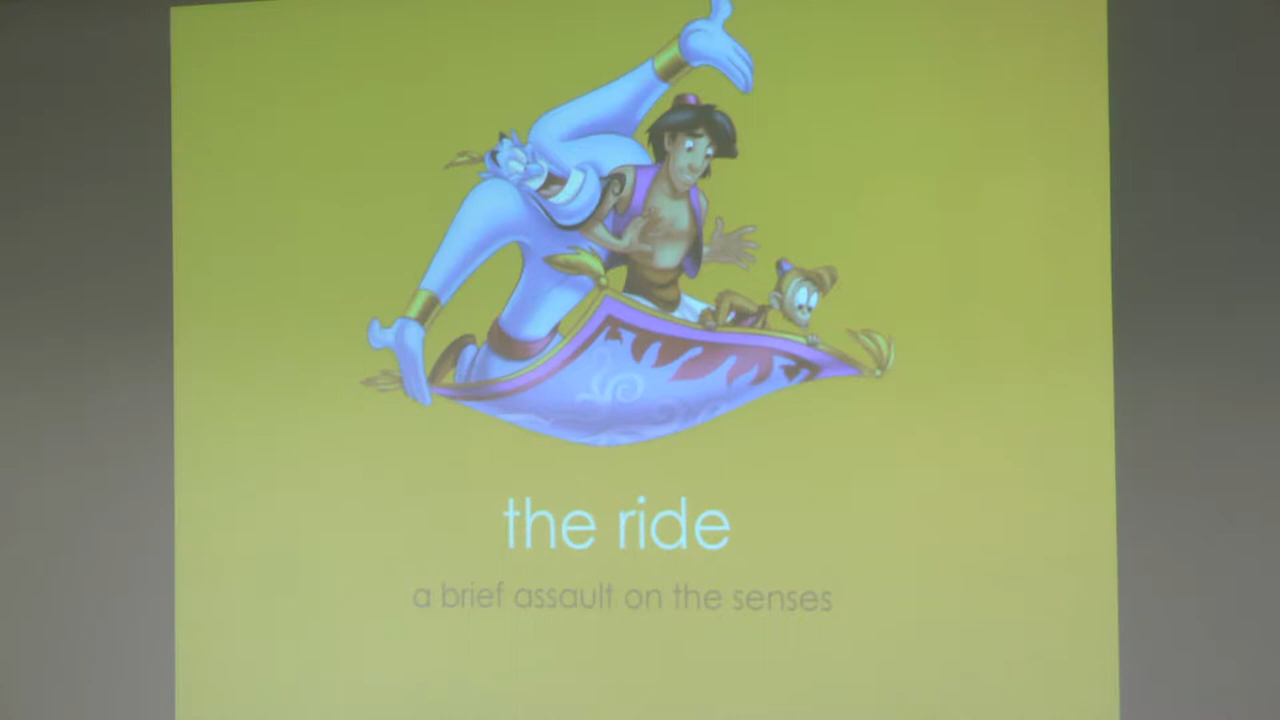 the ride
a brief assault on the senses